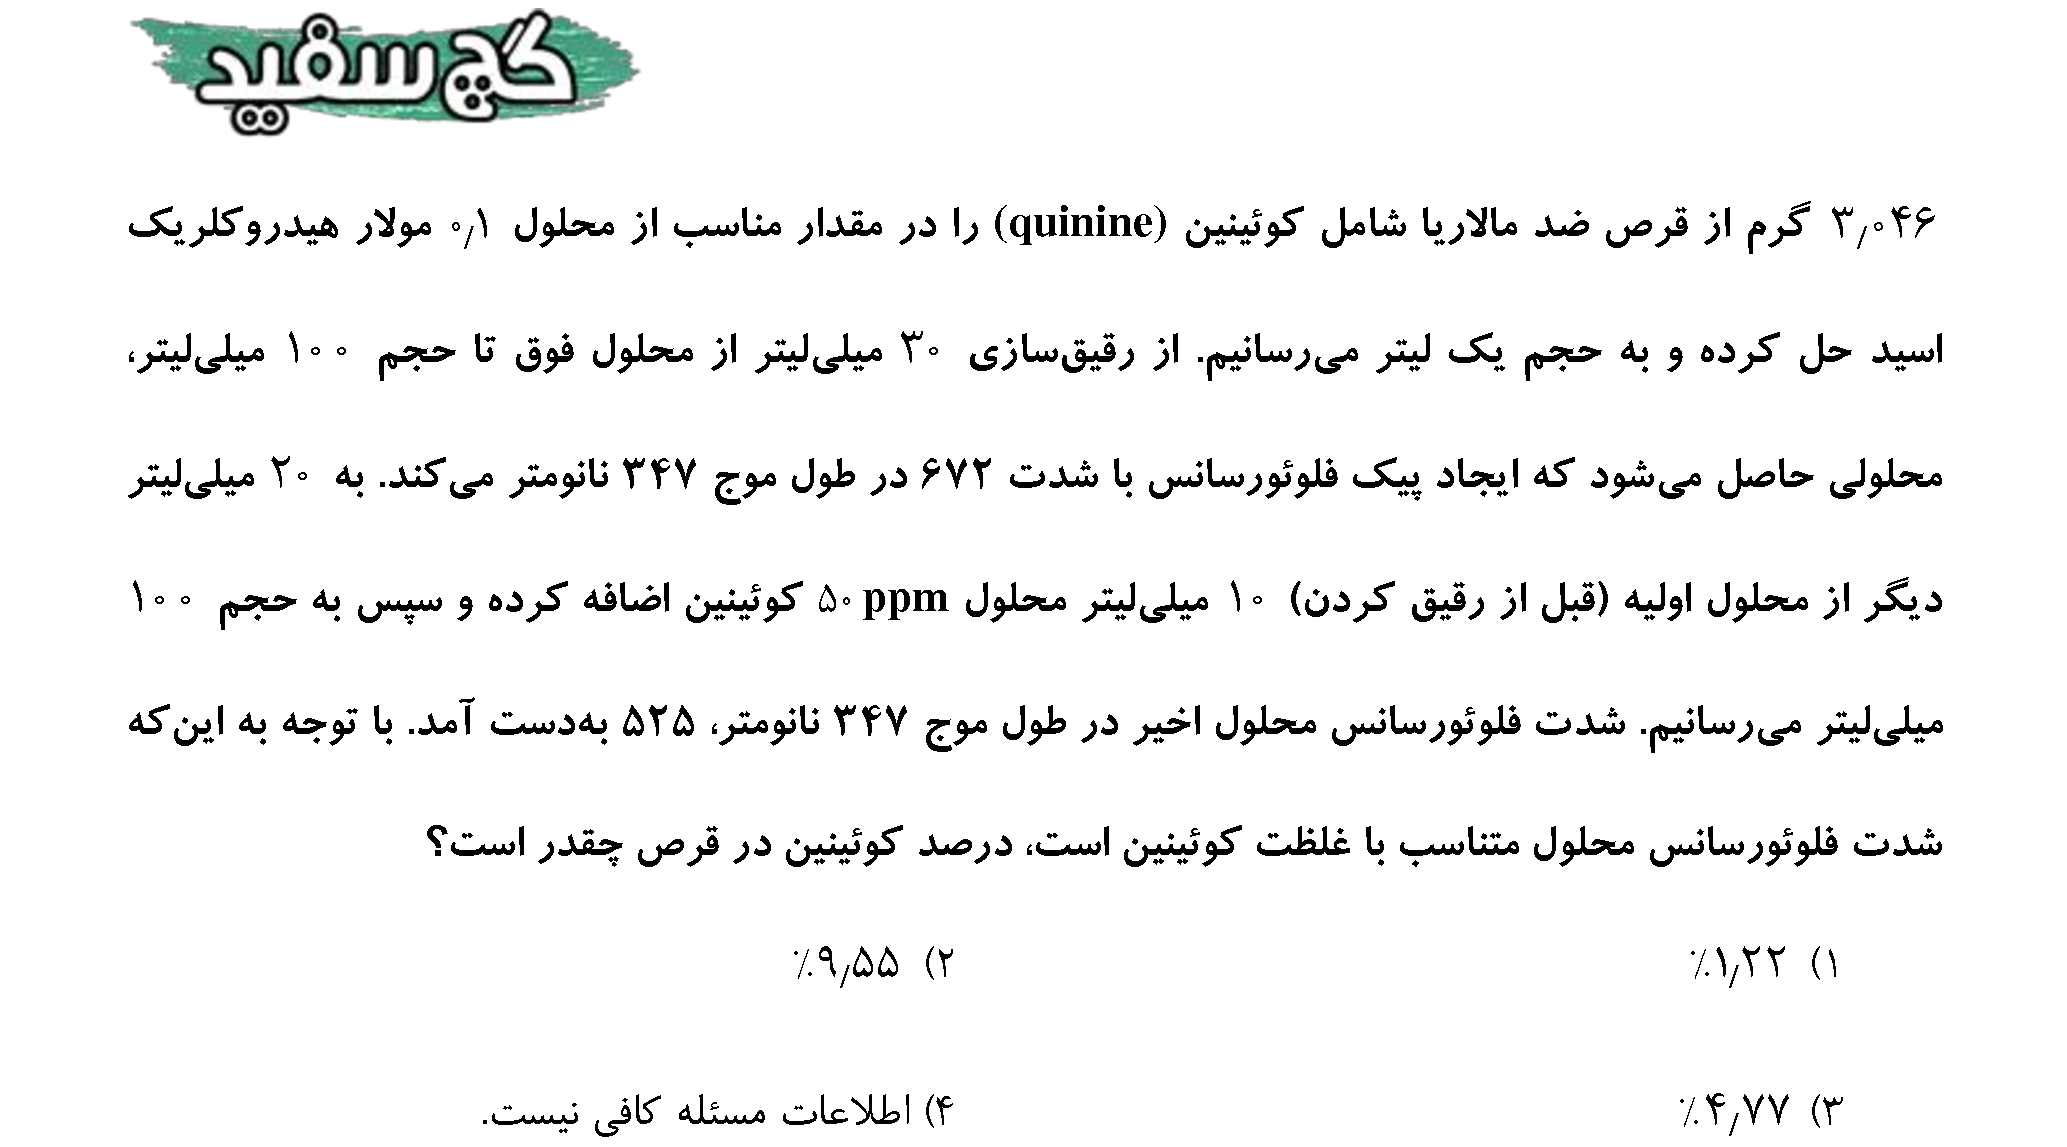 گچ سفید
۳٫۰۴۶ گرم از قرص ضد مالاریا شامل کوئینین (quinine) را در مقدار مناسب از محلول ۰٫۱ مولار هیدروکلریک
اسید حل کرده و به حجم یک لیتر می‌رسانیم. از رقیق‌سازی ۳۰ میلی‌لیتر از محلول فوق تا حجم ۱۰۰ میلی‌لیتر،
محلولی حاصل می‌شود که ایجاد پیک فلوئورسانس با شدت ۶۷۲ در طول موج ۳۴۷ نانومتر می‌کند. به ۲۰ میلی‌لیتر
دیگر از محلول اولیه (قبل از رقیق کردن) ۱۰ میلی‌لیتر محلول ۵۰ ppm کوئینین اضافه کرده و سپس به حجم ۱۰۰
میلی‌لیتر می‌رسانیم. شدت فلوئورسانس محلول اخیر در طول موج ۳۴۷ نانومتر، ۵۲۵ به‌دست آمد. با توجه به این‌که
شدت فلوئورسانس محلول متناسب با غلظت کوئینین است، درصد کوئینین در قرص چقدر است؟
۱) ۱٫۲۲٪ ۲) ۹٫۵۵٪
۳) ۴٫۷۷٪ ۴) اطلاعات مسئله کافی نیست.